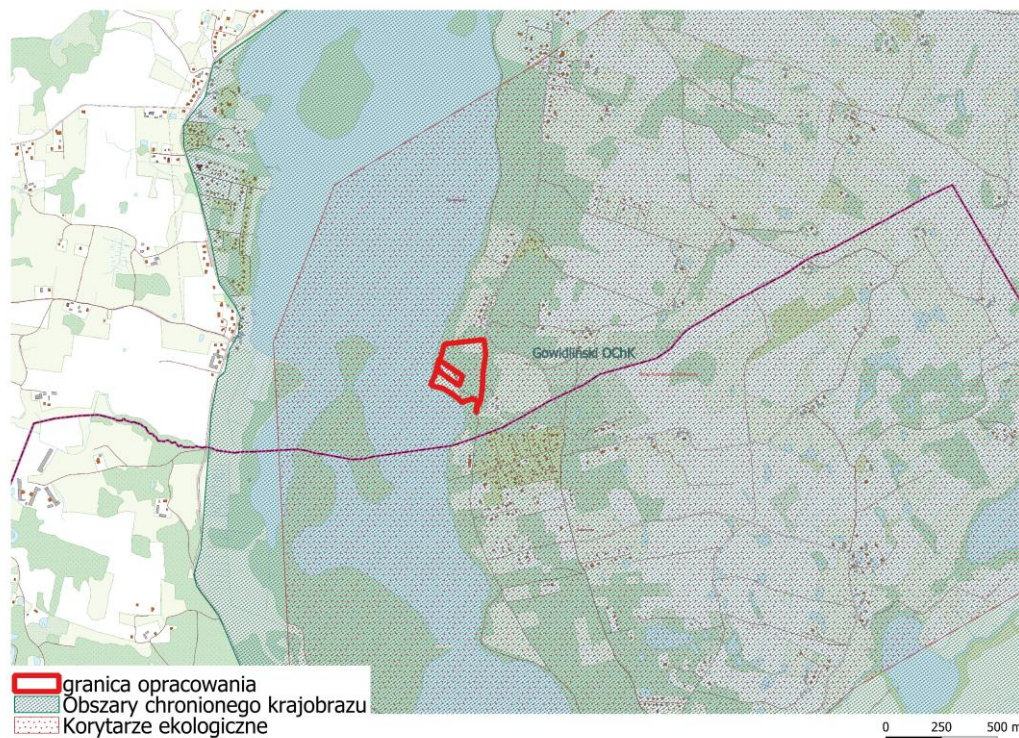 Gowidliński OChK
granica opracowania
Obszary chronionego krajobrazu
Korytarze ekologiczne
0 250 500 m